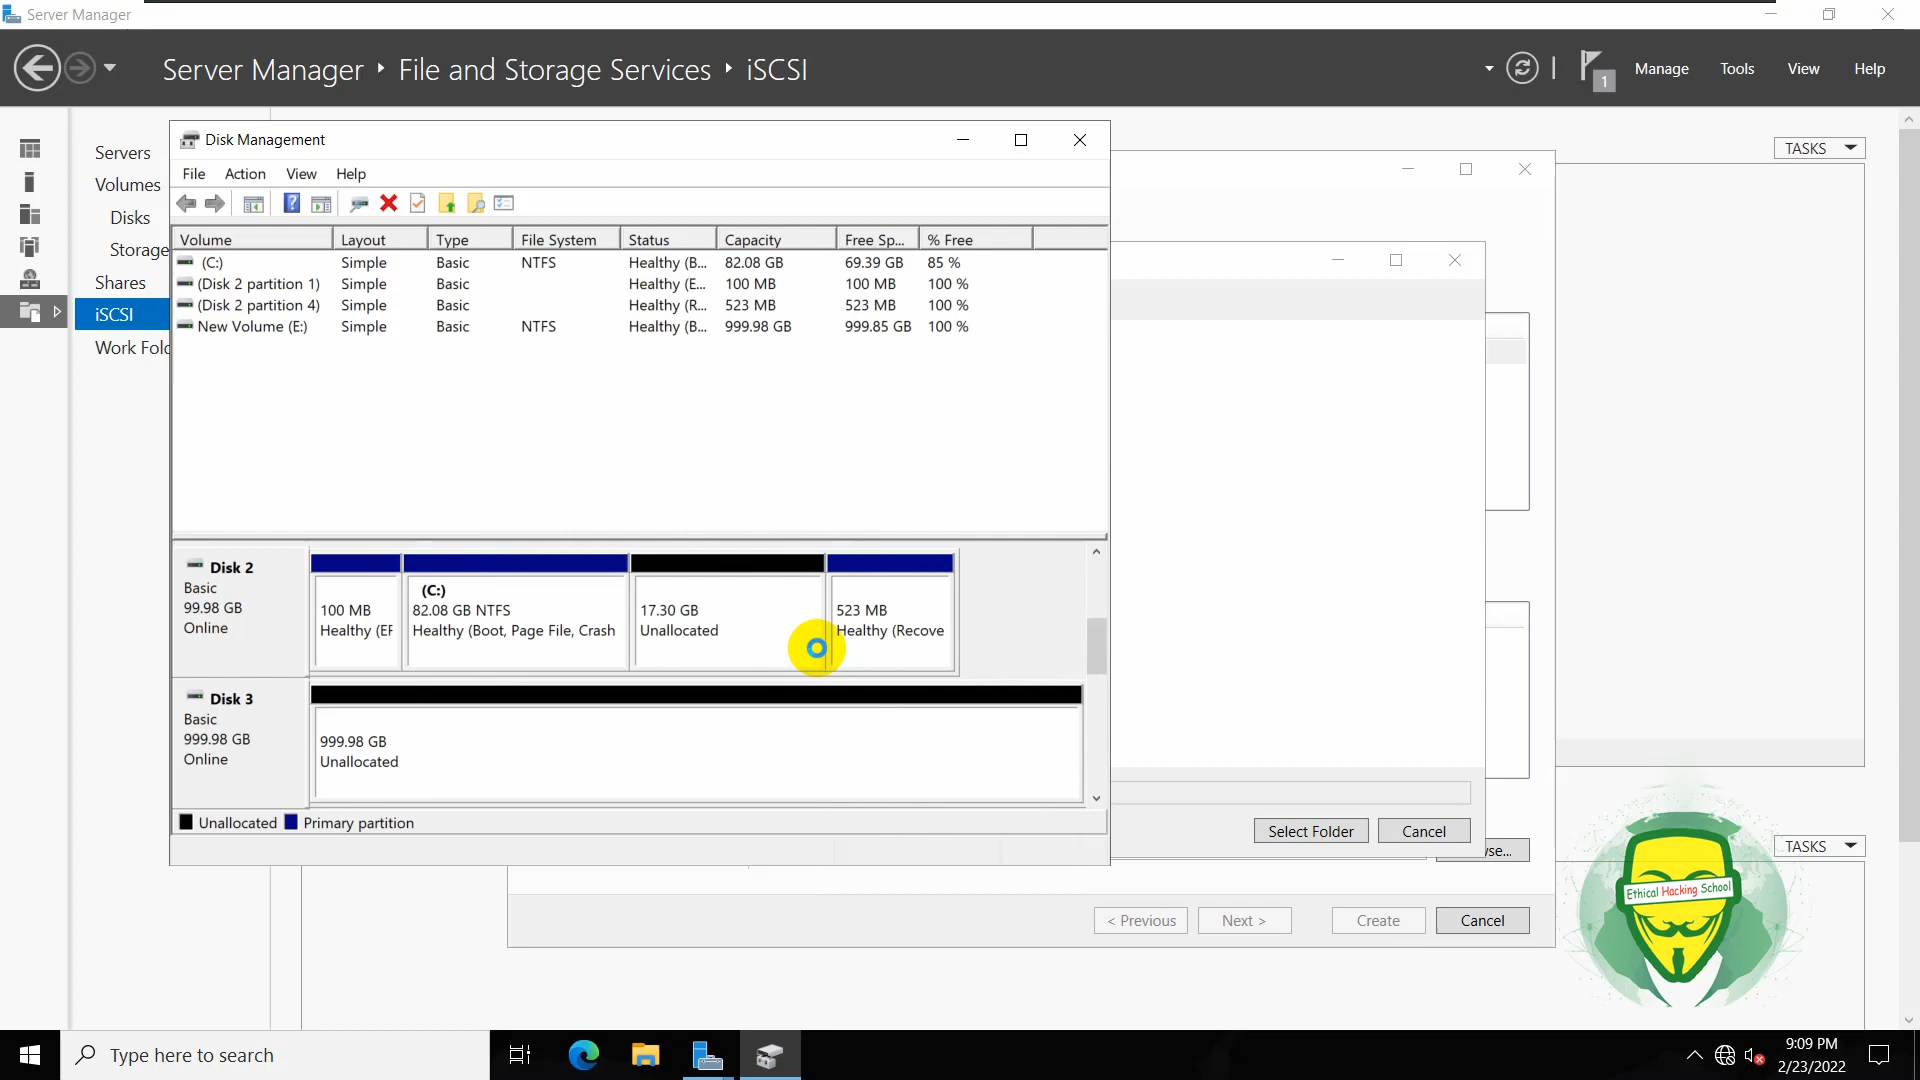 Server Manager
Server Manager ‣ File and Storage Services ‣ iSCSI
1
Manage
Tools
View
Help
Servers
Volumes
Disks
Storage
Shares
iSCSI
Work Fold
TASKS
Disk Management
File Action View Help
Volume Layout Type File System Status Capacity Free Sp... % Free
(C:) Simple Basic NTFS Healthy (B... 82.08 GB 69.39 GB 85 %
(Disk 2 partition 1) Simple Basic Healthy (E... 100 MB 100 MB 100 %
(Disk 2 partition 4) Simple Basic Healthy (R... 523 MB 523 MB 100 %
New Volume (E:) Simple Basic NTFS Healthy (B... 999.98 GB 999.85 GB 100 %
Disk 2
Basic
99.98 GB
Online
100 MB
Healthy (EF
(C:)
82.08 GB NTFS
Healthy (Boot, Page File, Crash
17.30 GB
Unallocated
523 MB
Healthy (Recove
Disk 3
Basic
999.98 GB
Online
999.98 GB
Unallocated
Unallocated Primary partition
Select Folder
Cancel
wse...
< Previous
Next >
Create
Cancel
TASKS
Ethical Hacking School
Type here to search
9:09 PM
2/23/2022